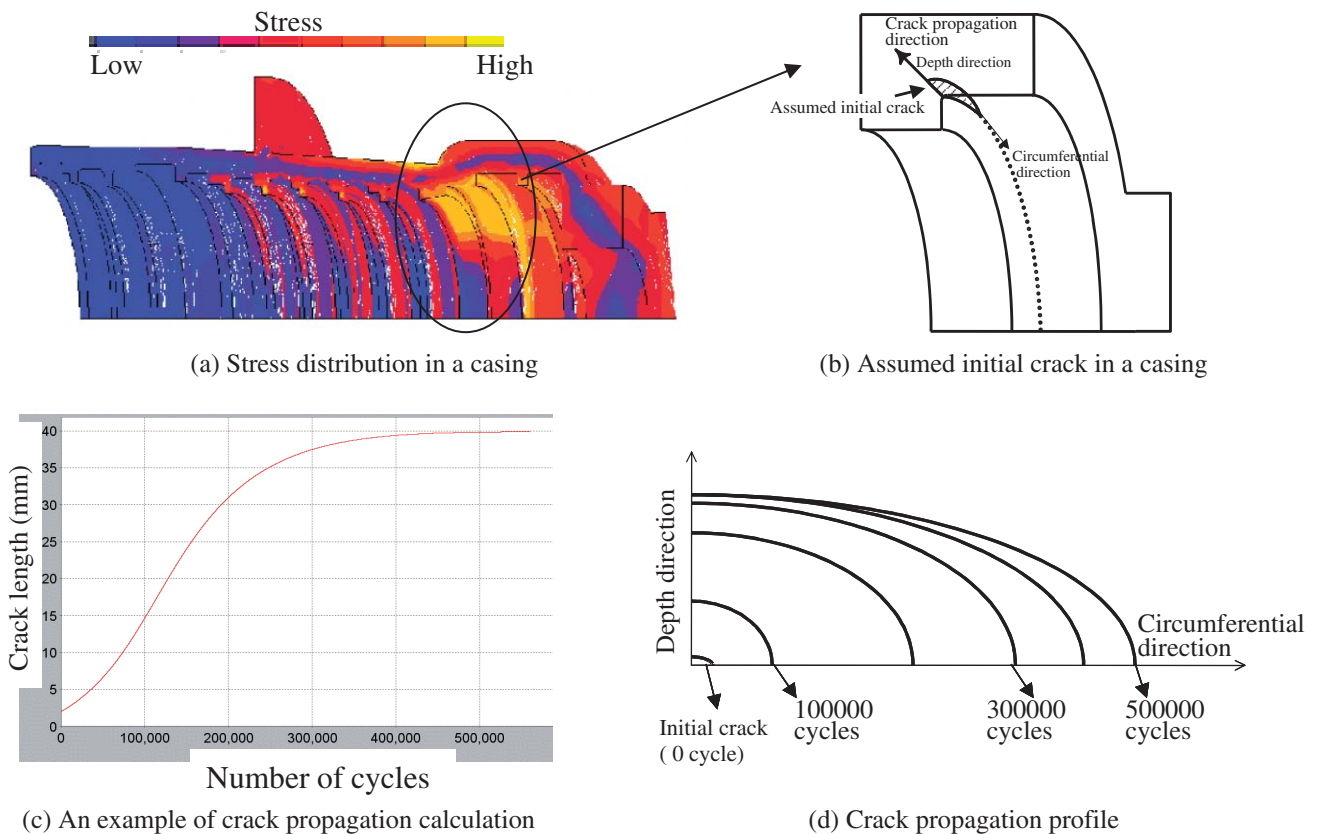 Stress
Low
High
(a) Stress distribution in a casing
Crack propagation
direction
Depth direction
Assumed initial crack
Circumferential
direction
(b) Assumed initial crack in a casing
Crack length (mm)
40
35
30
25
20
15
10
5
0
0
100,000
200,000
300,000
400,000
500,000
Number of cycles
(c) An example of crack propagation calculation
Depth direction
Circumferential
direction
Initial crack
( 0 cycle)
100000
cycles
300000
cycles
500000
cycles
(d) Crack propagation profile